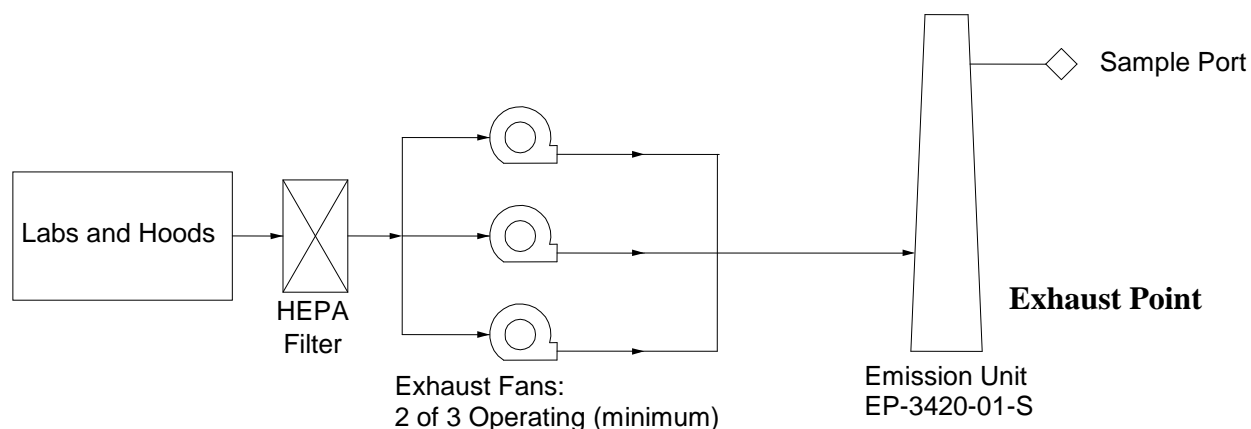 Sample Port
Labs and Hoods
HEPA
Filter
Exhaust Point
Exhaust Fans:
2 of 3 Operating (minimum)
Emission Unit
EP-3420-01-S